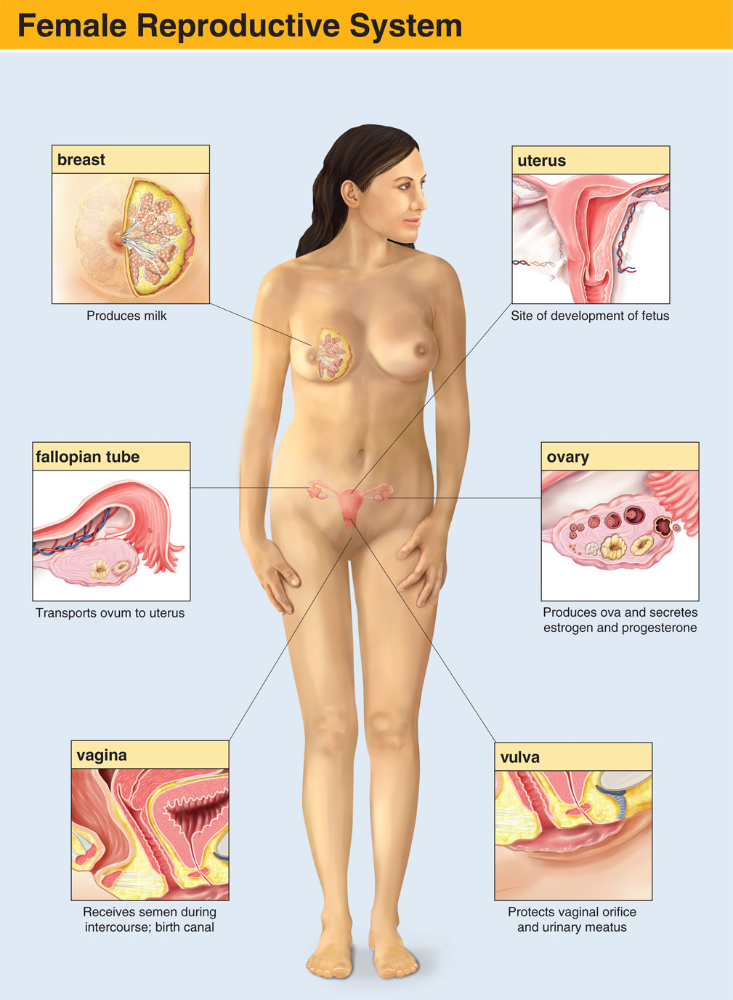 Female Reproductive System
breast
Produces milk
uterus
Site of development of fetus
fallopian tube
Transports ovum to uterus
ovary
Produces ova and secretes
estrogen and progesterone
vagina
Receives semen during
intercourse; birth canal
vulva
Protects vaginal orifice
and urinary meatus